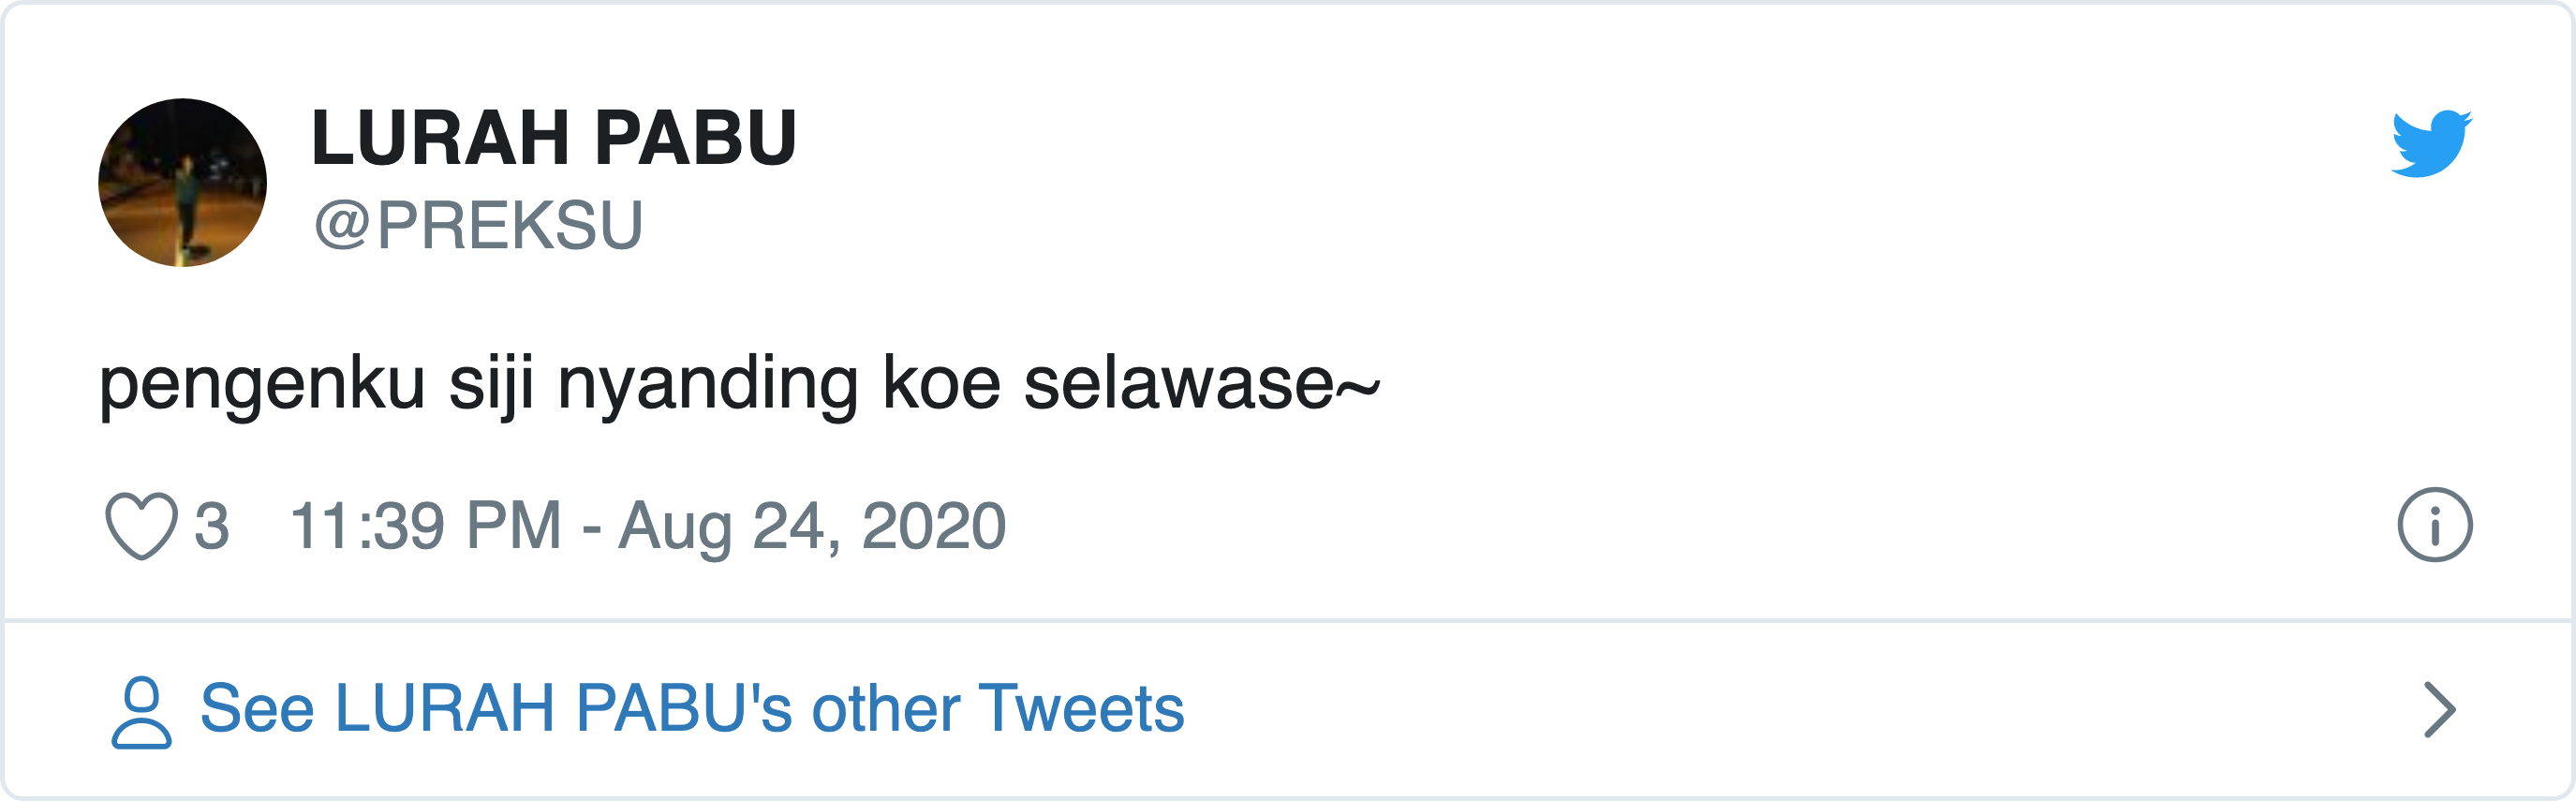 LURAH PABU
@PREKSU
pengenku siji nyanding koe selawase~
3 11:39 PM - Aug 24, 2020
See LURAH PABU's other Tweets